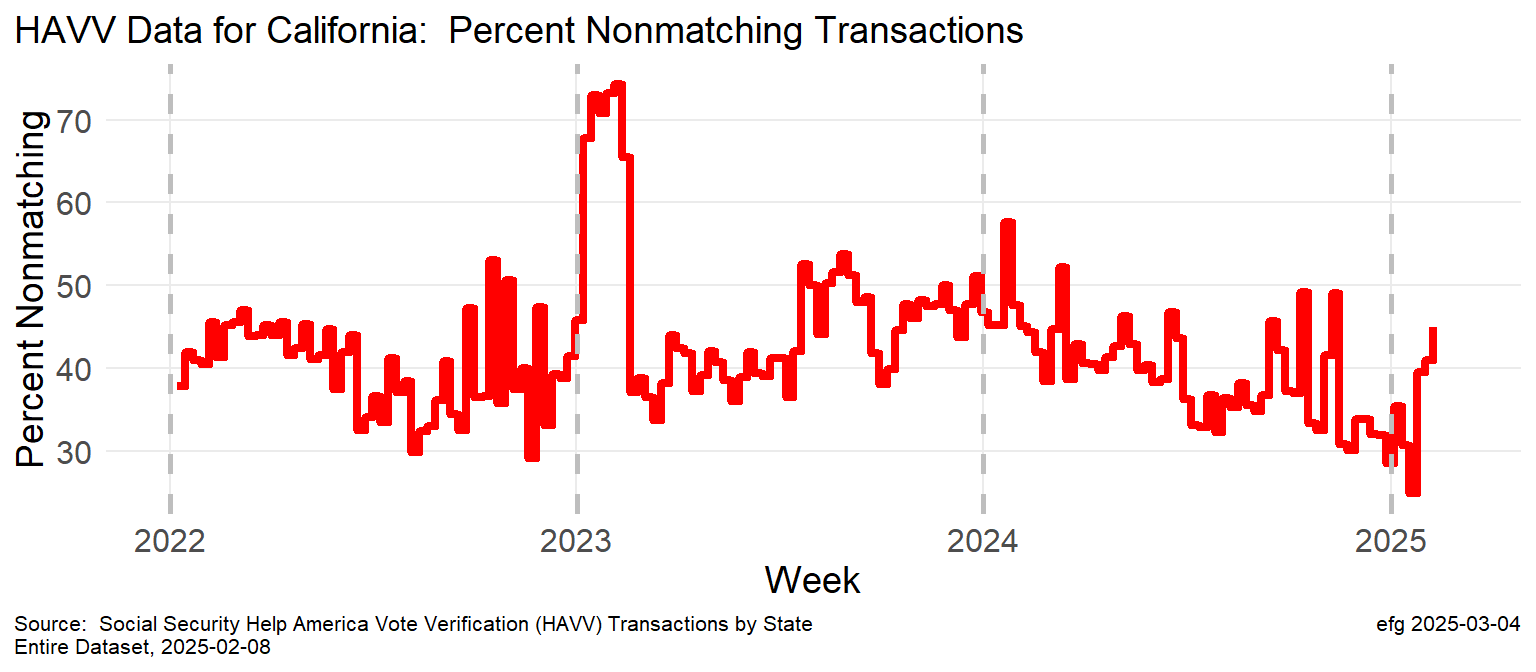 HAVV Data for California:  Percent Nonmatching Transactions
Percent Nonmatching
70
60
50
40
30
2022
2023
2024
2025
Week
Source:  Social Security Help America Vote Verification (HAVV) Transactions by State
Entire Dataset, 2025-02-08
efg 2025-03-04